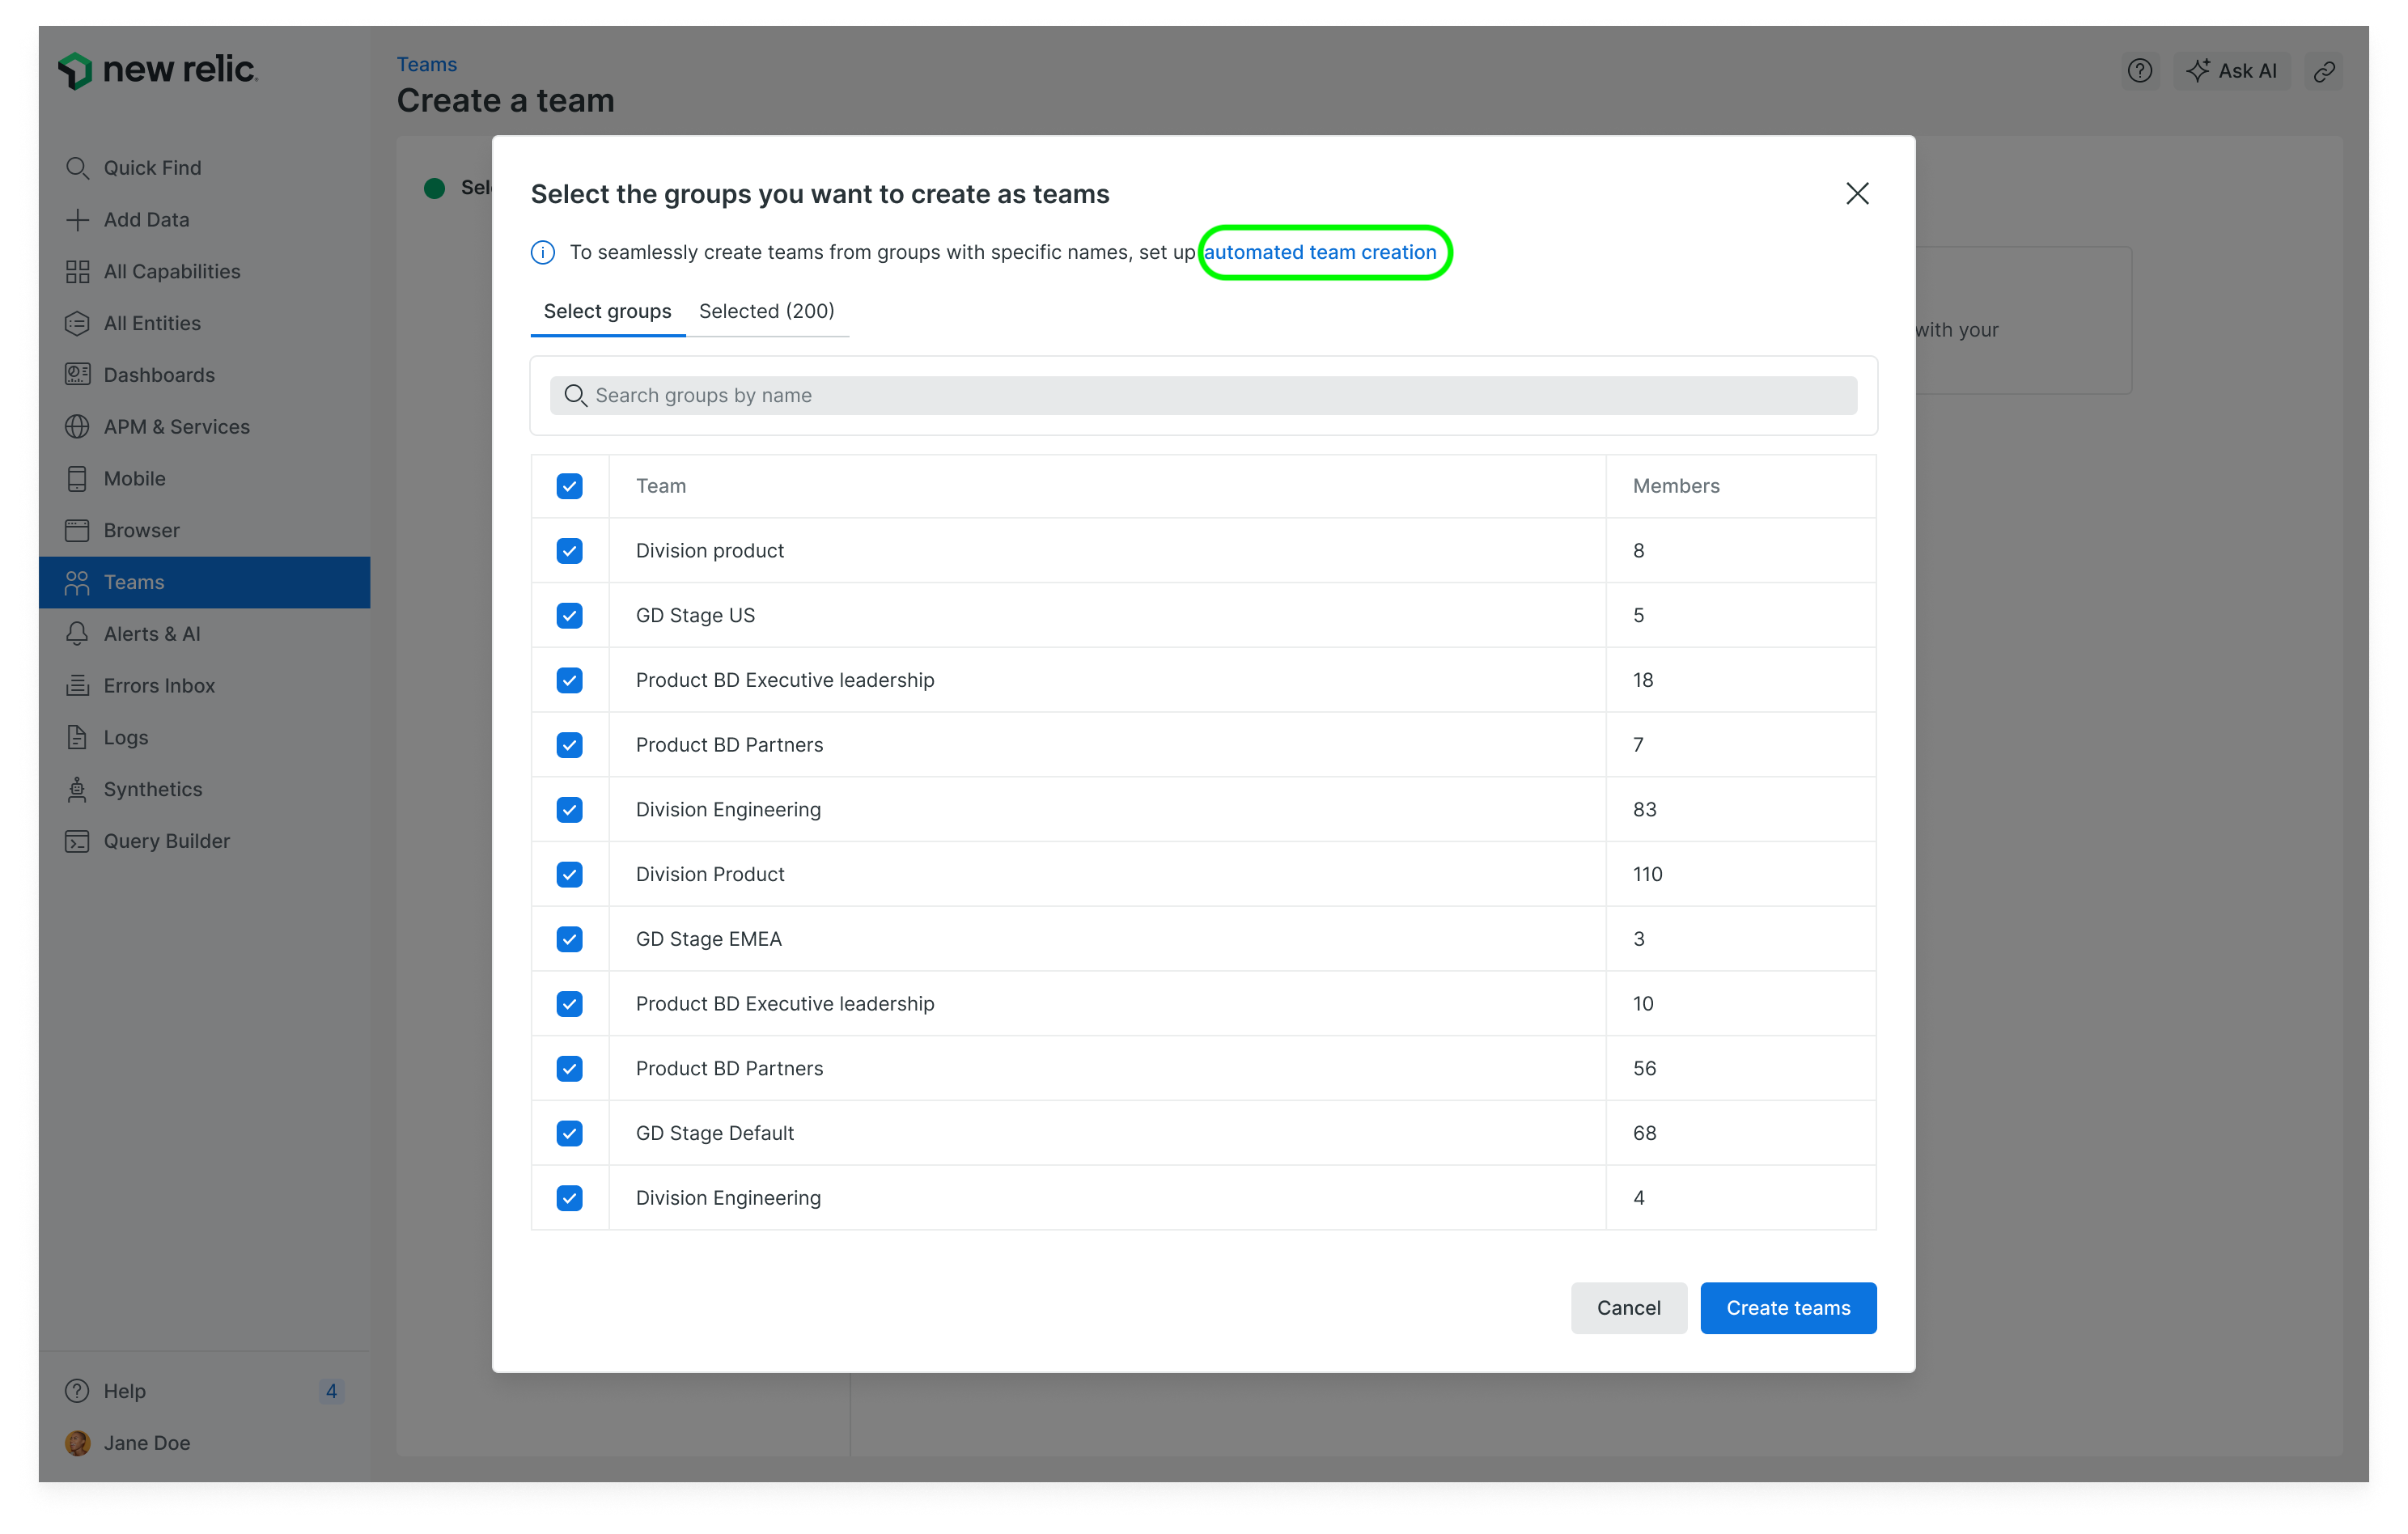 new relic
Teams
Create a team
Ask AI
Quick Find
Add Data
All Capabilities
All Entities
Dashboards
APM & Services
Mobile
Browser
Teams
Alerts & AI
Errors Inbox
Logs
Synthetics
Query Builder
Help 4
Jane Doe
with your
Select the groups you want to create as teams
To seamlessly create teams from groups with specific names, set up automated team creation
Select groups Selected (200)
Search groups by name
Team Members
Division product 8
GD Stage US 5
Product BD Executive leadership 18
Product BD Partners 7
Division Engineering 83
Division Product 110
GD Stage EMEA 3
Product BD Executive leadership 10
Product BD Partners 56
GD Stage Default 68
Division Engineering 4
Cancel Create teams